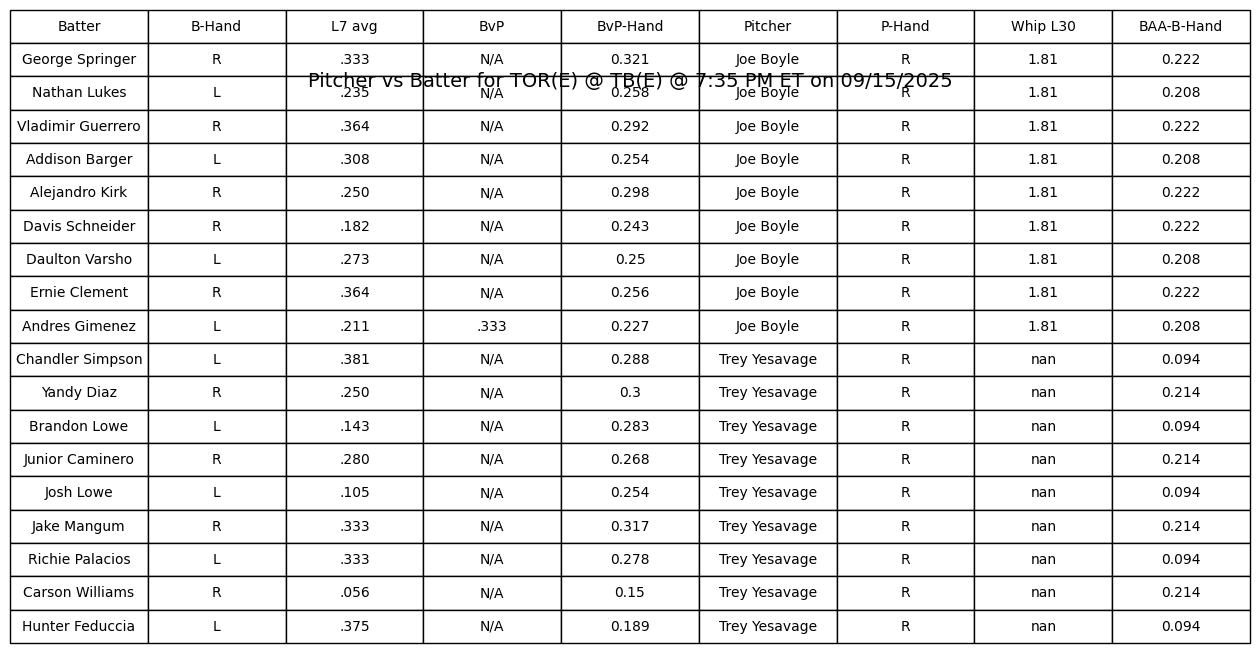 Batter B-Hand L7 avg BvP BvP-Hand Pitcher P-Hand Whip L30 BAA-B-Hand
George Springer R .333 N/A 0.321 Joe Boyle R 1.81 0.222
Pitcher vs Batter for TOR(E) @ TB(E) @ 7:35 PM ET on 09/15/2025
Nathan Lukes L .235 N/A 0.258 Joe Boyle R 1.81 0.208
Vladimir Guerrero R .364 N/A 0.292 Joe Boyle R 1.81 0.222
Addison Barger L .308 N/A 0.254 Joe Boyle R 1.81 0.208
Alejandro Kirk R .250 N/A 0.298 Joe Boyle R 1.81 0.222
Davis Schneider R .182 N/A 0.243 Joe Boyle R 1.81 0.222
Daulton Varsho L .273 N/A 0.25 Joe Boyle R 1.81 0.208
Ernie Clement R .364 N/A 0.256 Joe Boyle R 1.81 0.222
Andres Gimenez L .211 .333 0.227 Joe Boyle R 1.81 0.208
Chandler Simpson L .381 N/A 0.288 Trey Yesavage R nan 0.094
Yandy Diaz R .250 N/A 0.3 Trey Yesavage R nan 0.214
Brandon Lowe L .143 N/A 0.283 Trey Yesavage R nan 0.094
Junior Caminero R .280 N/A 0.268 Trey Yesavage R nan 0.214
Josh Lowe L .105 N/A 0.254 Trey Yesavage R nan 0.094
Jake Mangum R .333 N/A 0.317 Trey Yesavage R nan 0.214
Richie Palacios L .333 N/A 0.278 Trey Yesavage R nan 0.094
Carson Williams R .056 N/A 0.15 Trey Yesavage R nan 0.214
Hunter Feduccia L .375 N/A 0.189 Trey Yesavage R nan 0.094